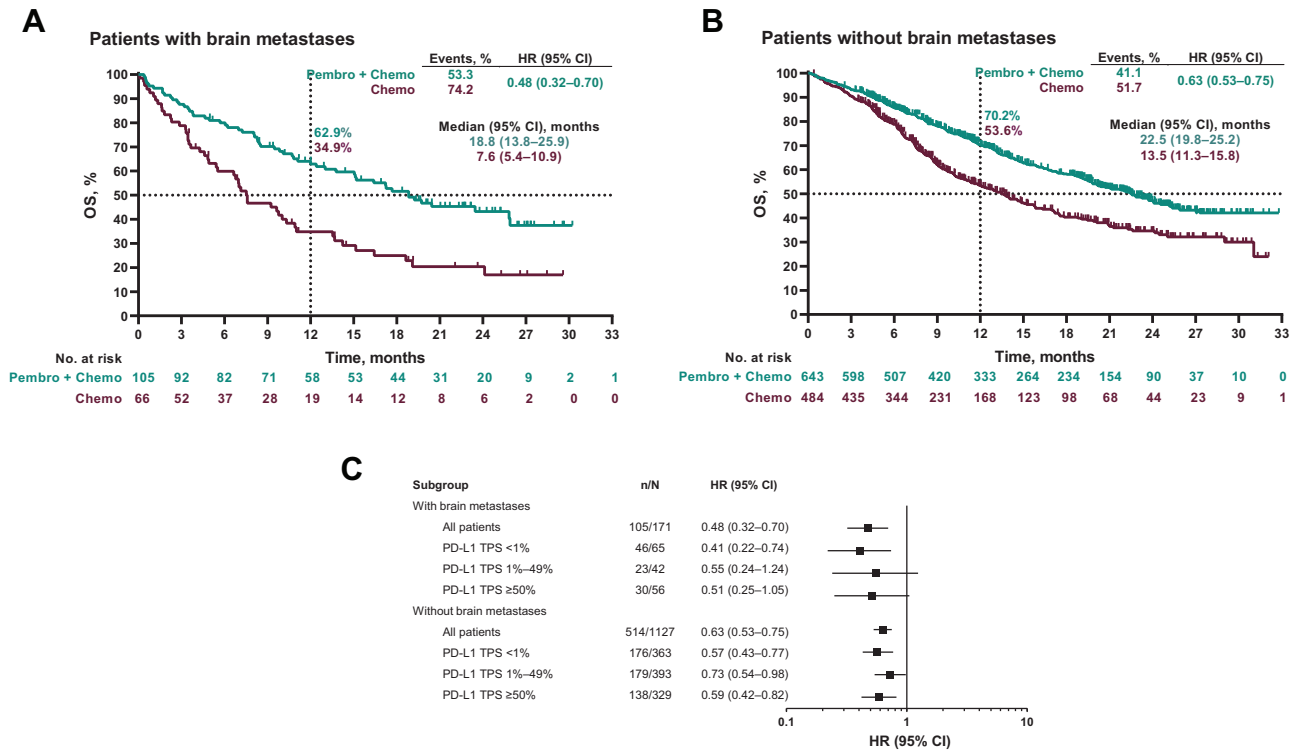 A
Patients with brain metastases
Events, % HR (95% CI)
Pembro + Chemo 53.3 0.48 (0.32–0.70)
Chemo 74.2
Median (95% CI), months
18.8 (13.8–25.9)
7.6 (5.4–10.9)
62.9%
34.9%
OS, %
100
90
80
70
60
50
40
30
20
10
0
0 3 6 9 12 15 18 21 24 27 30 33
Time, months
No. at risk
Pembro + Chemo 105 92 82 71 58 53 44 31 20 9 2 1
Chemo 66 52 37 28 19 14 12 8 6 2 0 0
B
Patients without brain metastases
Events, % HR (95% CI)
Pembro + Chemo 41.1 0.63 (0.53–0.75)
Chemo 51.7
Median (95% CI), months
22.5 (19.8–25.2)
13.5 (11.3–15.8)
70.2%
53.6%
OS, %
100
90
80
70
60
50
40
30
20
10
0
0 3 6 9 12 15 18 21 24 27 30 33
Time, months
No. at risk
Pembro + Chemo 643 598 507 420 333 264 234 154 90 37 10 0
Chemo 484 435 344 231 168 123 98 68 44 23 9 1
C
Subgroup n/N HR (95% CI)
With brain metastases
All patients 105/171 0.48 (0.32–0.70)
PD-L1 TPS <1% 46/65 0.41 (0.22–0.74)
PD-L1 TPS 1%–49% 23/42 0.55 (0.24–1.24)
PD-L1 TPS ≥50% 30/56 0.51 (0.25–1.05)
Without brain metastases
All patients 514/1127 0.63 (0.53–0.75)
PD-L1 TPS <1% 176/363 0.57 (0.43–0.77)
PD-L1 TPS 1%–49% 179/393 0.73 (0.54–0.98)
PD-L1 TPS ≥50% 138/329 0.59 (0.42–0.82)
0.1 1 10
HR (95% CI)